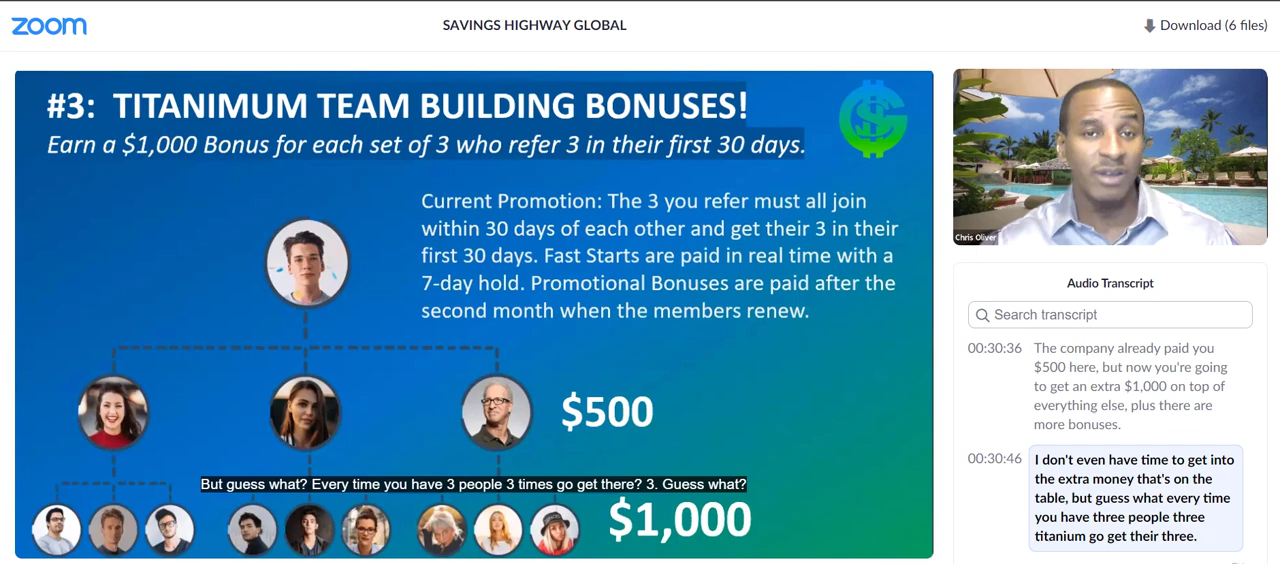 zoom
SAVINGS HIGHWAY GLOBAL
Download (6 files)
#3: TITANIMUM TEAM BUILDING BONUSES!
Earn a $1,000 Bonus for each set of 3 who refer 3 in their first 30 days.
Current Promotion: The 3 you refer must all join
within 30 days of each other and get their 3 in their
first 30 days. Fast Starts are paid in real time with a
7-day hold. Promotional Bonuses are paid after the
second month when the members renew.
$500
But guess what? Every time you have 3 people 3 times go get there? 3. Guess what?
$1,000
Chris Oliver
Audio Transcript
Search transcript
00:30:36
The company already paid you
$500 here, but now you're going
to get an extra $1,000 on top of
everything else, plus there are
more bonuses.
00:30:46
I don't even have time to get into
the extra money that's on the
table, but guess what every time
you have three people three
titanium go get their three.